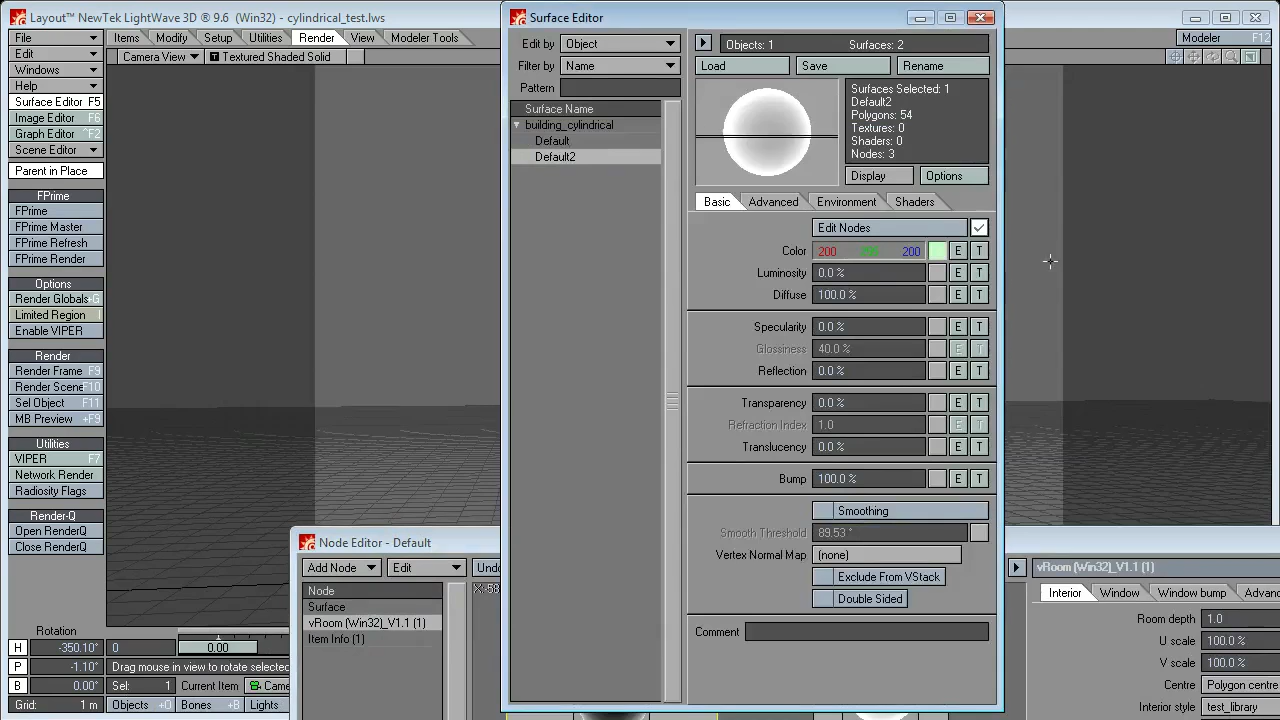 Layout™ NewTek LightWave 3D ® 9.6 (Win32) - cylindrical_test.lws
File
Edit
Windows
Help
Surface Editor F5
Image Editor F6
Graph Editor ^F2
Scene Editor
Parent in Place
FPrime
FPrime
FPrime Master
FPrime Refresh
FPrime Render
Options
Render Globals
Limited Region l
Enable VIPER
Render
Render Frame F9
Render Scene F10
Sel Object F11
MB Preview +F9
Utilities
VIPER F7
Network Render
Radiosity Flags
Render-Q
Open RenderQ
Close RenderQ
Items Modify Setup Utilities Render View Modeler Tools
Camera View T Textured Shaded Solid
Modeler F12
Surface Editor
Edit by Object
Filter by Name
Pattern
Surface Name
building_cylindrical
Default
Default2
Objects: 1 Surfaces: 2
Load Save Rename
Surfaces Selected: 1
Default2
Polygons: 54
Textures: 0
Shaders: 0
Nodes: 3
Display Options
Basic Advanced Environment Shaders
Edit Nodes
Color 200 200 E T
Luminosity 0.0 % E T
Diffuse 100.0 % E T
Specularity 0.0 % E T
Glossiness 40.0 % E T
Reflection 0.0 % E T
Transparency 0.0 % E T
Refraction Index 1.0 E T
Translucency 0.0 % E T
Bump 100.0 % E T
Smoothing
Smooth Threshold 89.53 °
Vertex Normal Map (none)
Exclude From VStack
Double Sided
Comment
Node Editor - Default
Add Node Edit Undo
Node
Surface
vRoom (Win32)_V1.1 (1)
Item Info (1)
vRoom (Win32)_V1.1 (1)
Interior Window Window bump
Room depth 1.0
U scale 100.0 %
V scale 100.0 %
Centre Polygon centre
Interior style test_library
Rotation
H -350.10° 0 0.00
P -1.10° Drag mouse in view to rotate selected
B 0.00° Sel: 1 Current Item
Grid: 1 m Objects +O Bones +B Lights